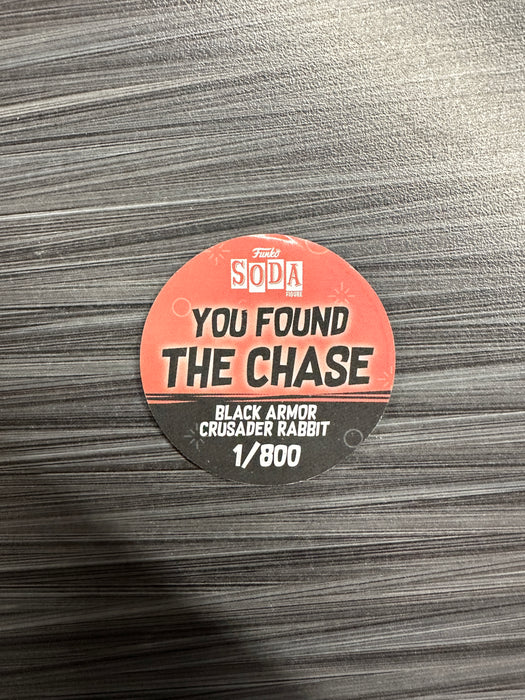 Funko
SODA
FIGURE
YOU FOUND
THE CHASE
BLACK ARMOR
CRUSADER RABBIT
1/800